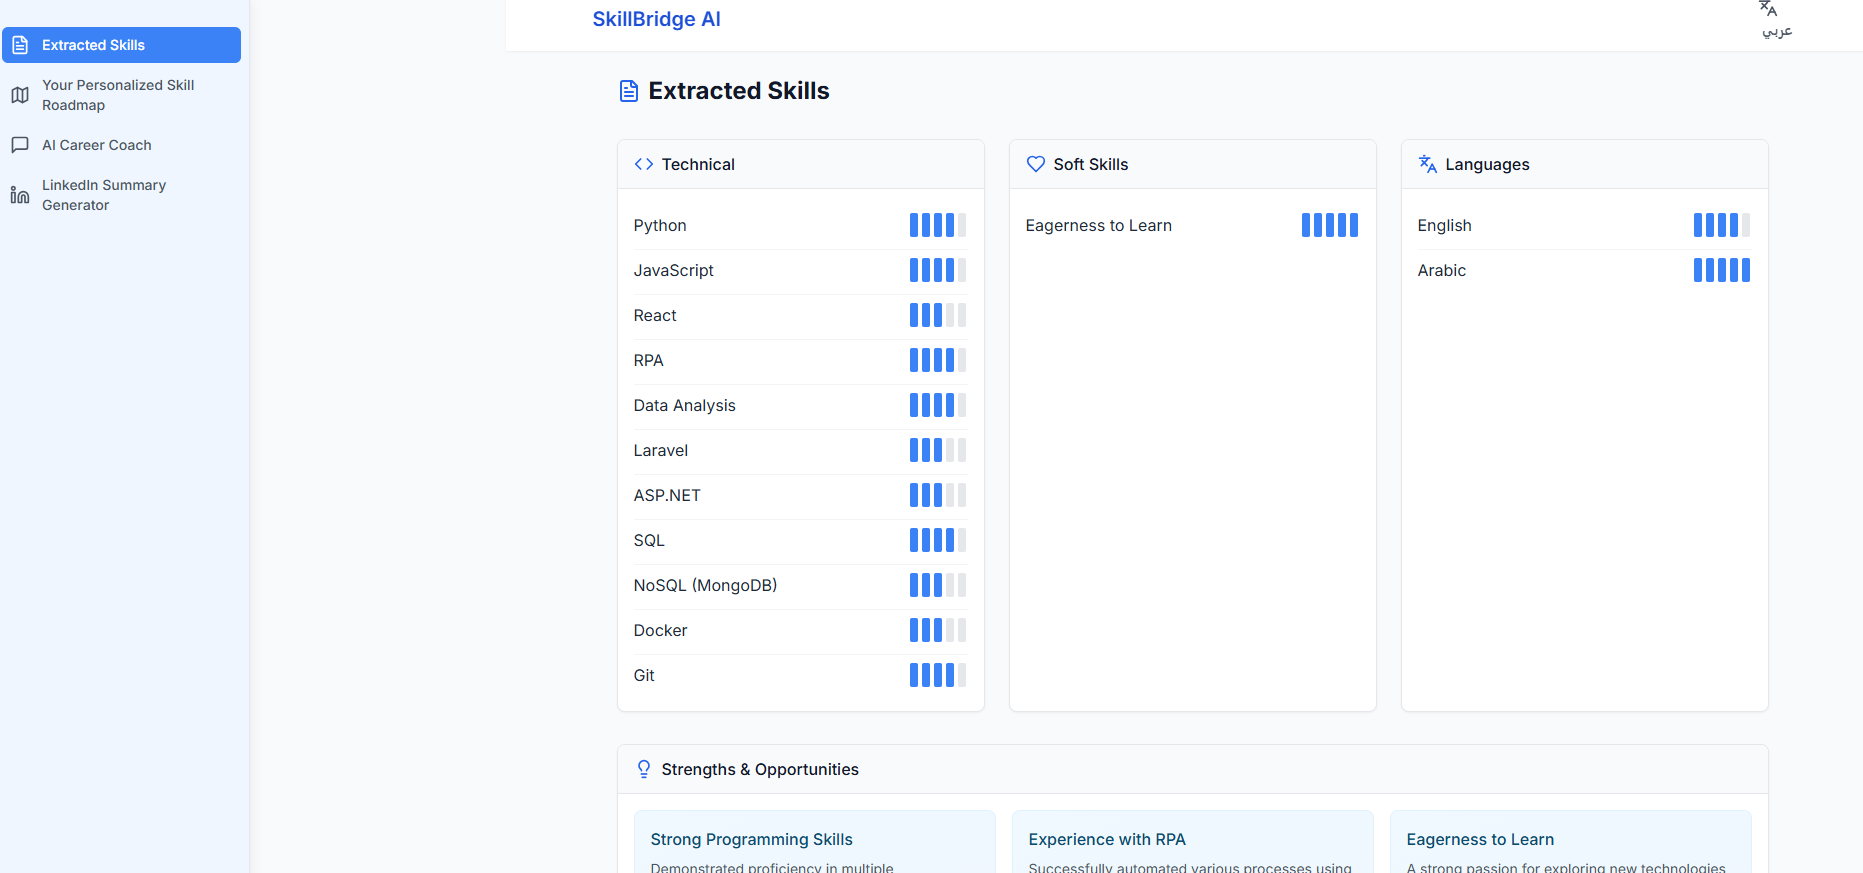 Extracted Skills
Your Personalized Skill
Roadmap
AI Career Coach
LinkedIn Summary
Generator
SkillBridge AI
عربي
Extracted Skills
Technical
Python
JavaScript
React
RPA
Data Analysis
Laravel
ASP.NET
SQL
NoSQL (MongoDB)
Docker
Git
Soft Skills
Eagerness to Learn
Languages
English
Arabic
Strengths & Opportunities
Strong Programming Skills
Demonstrated proficiency in multiple
Experience with RPA
Successfully automated various processes using
Eagerness to Learn
A strong passion for exploring new technologies